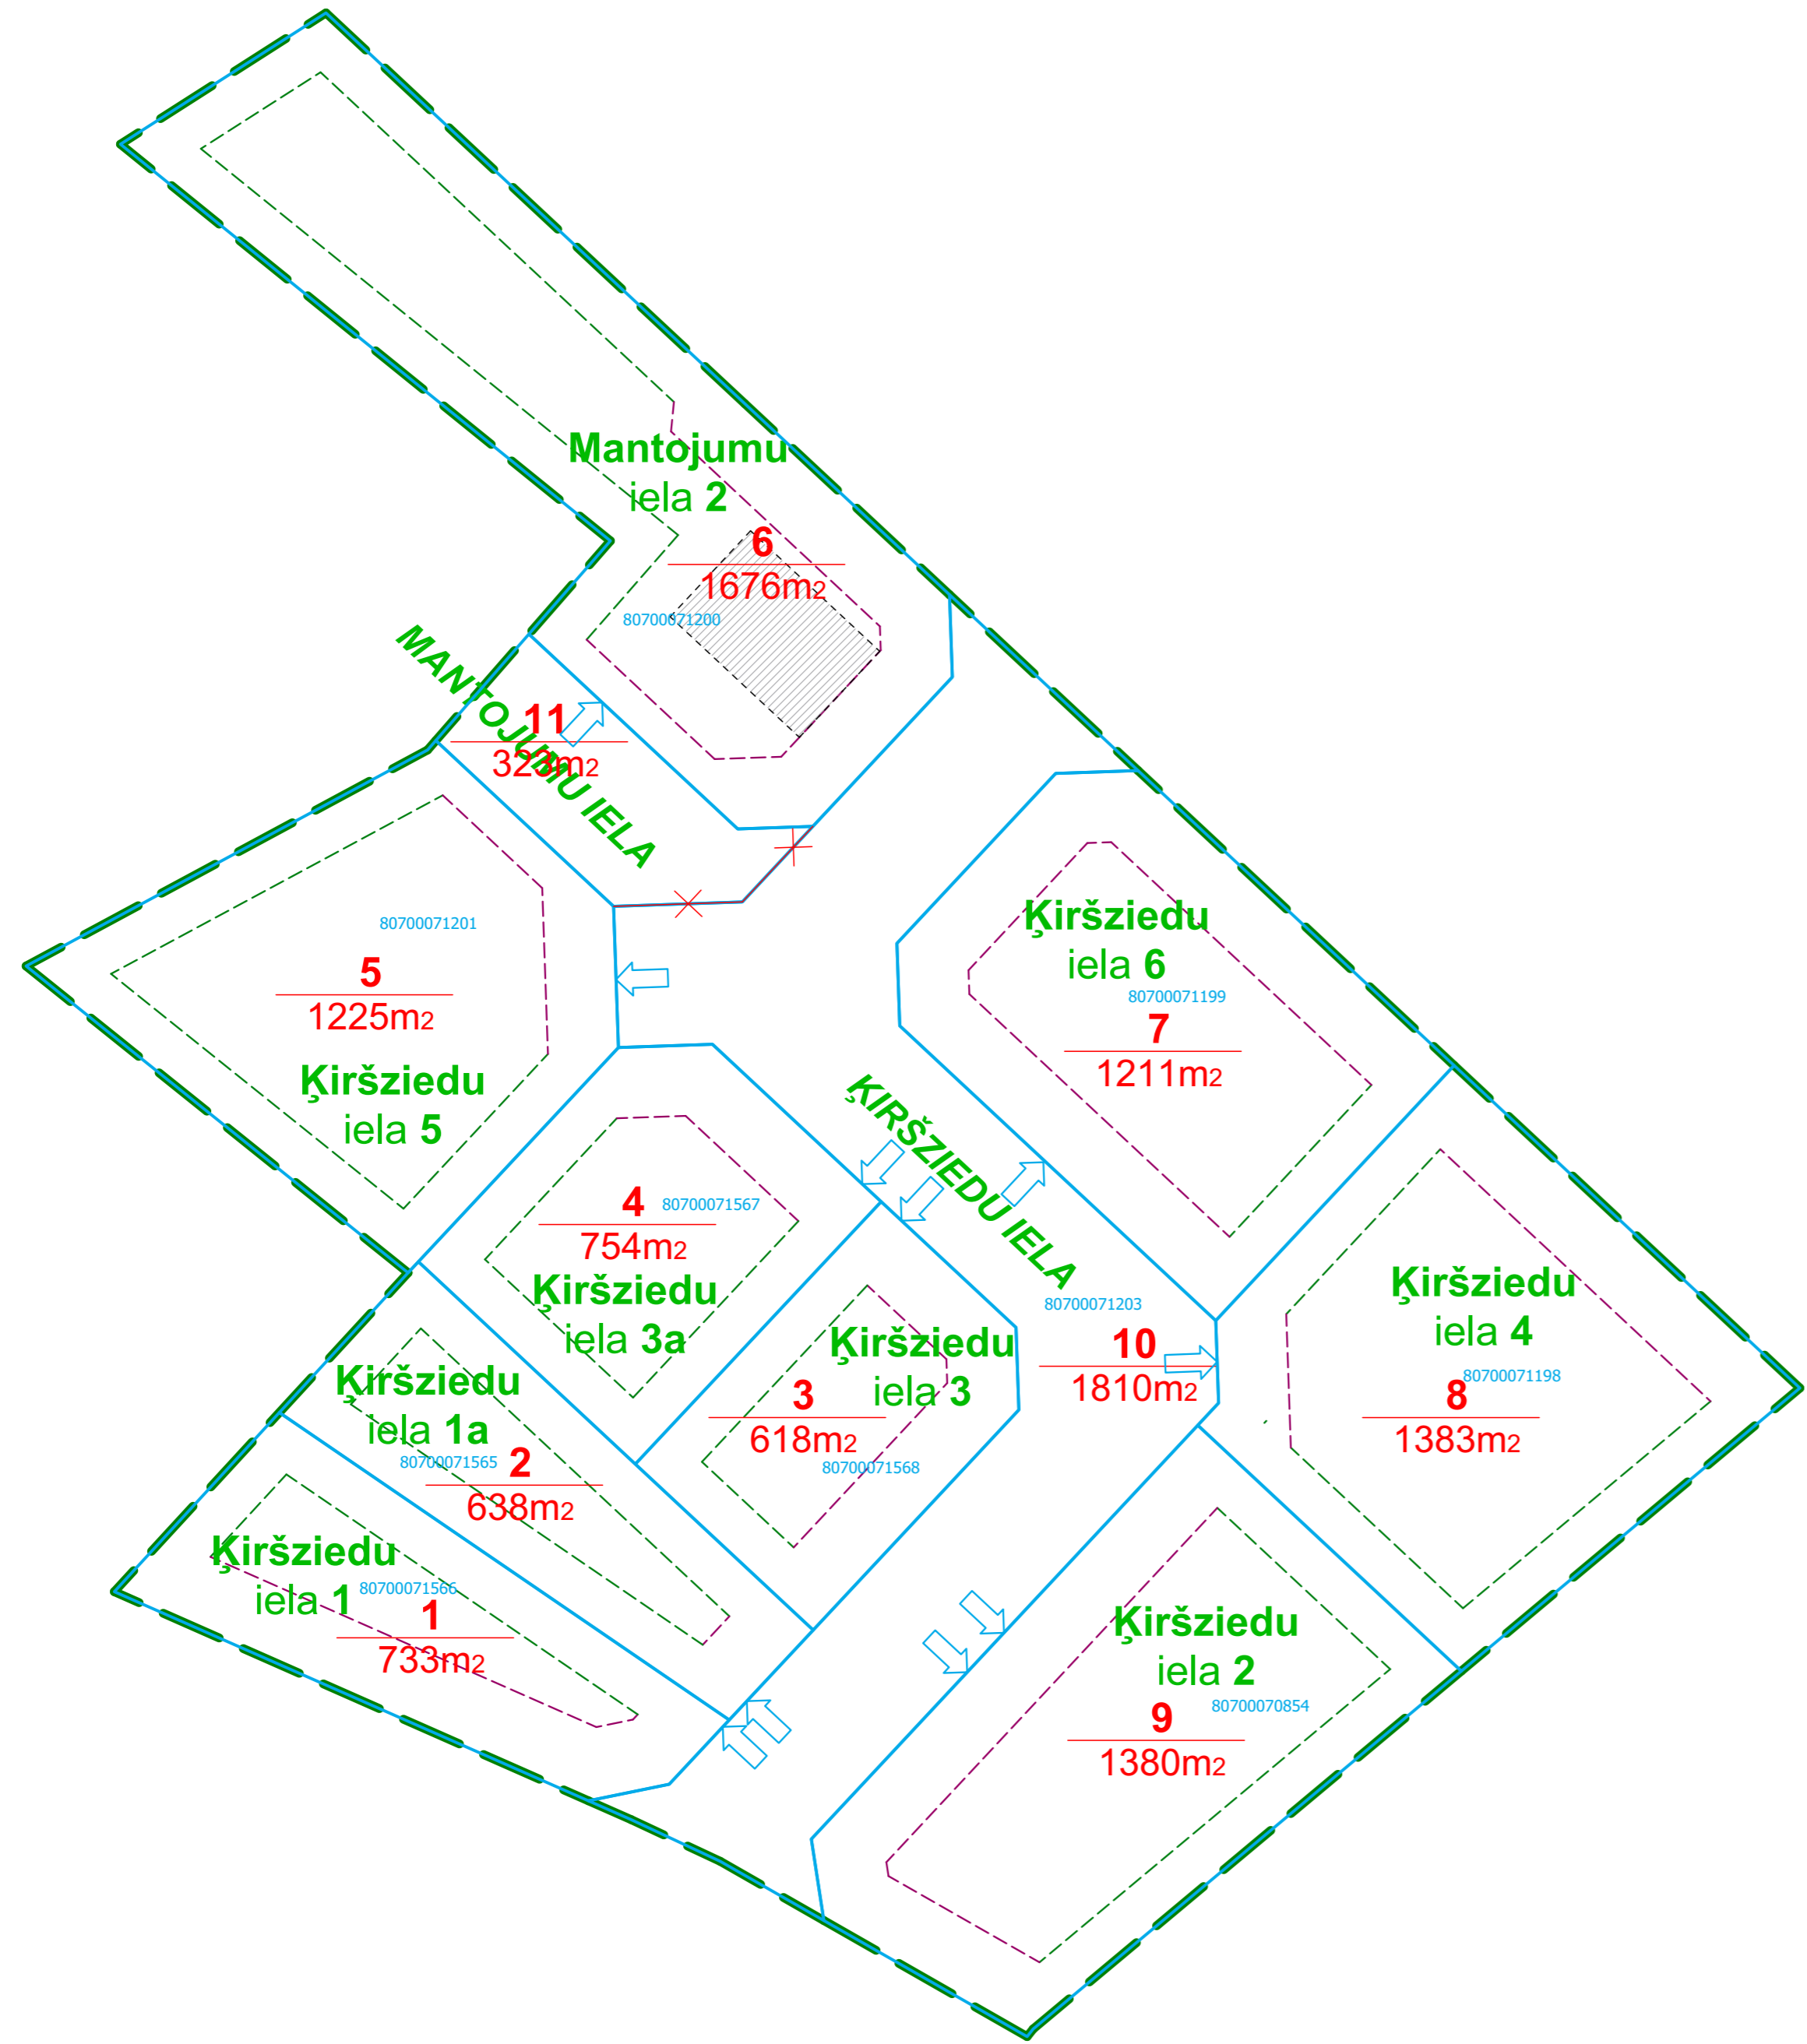 Mantojumu
iela 2
6
1676m2
80700071200
MANTOJUMU IELA
11
323m2
80700071201
5
1225m2
Ķiršziedu
iela 5
Ķiršziedu
iela 6
80700071199
7
1211m2
ĶIRŠZIEDU IELA
4
80700071567
754m2
Ķiršziedu
iela 3a
80700071203
10
1810m2
Ķiršziedu
iela 4
80700071198
8
1383m2
Ķiršziedu
iela 3
3
618m2
80700071568
Ķiršziedu
iela 1a
80700071565
2
638m2
Ķiršziedu
iela 1
80700071566
1
733m2
Ķiršziedu
iela 2
80700070854
9
1380m2